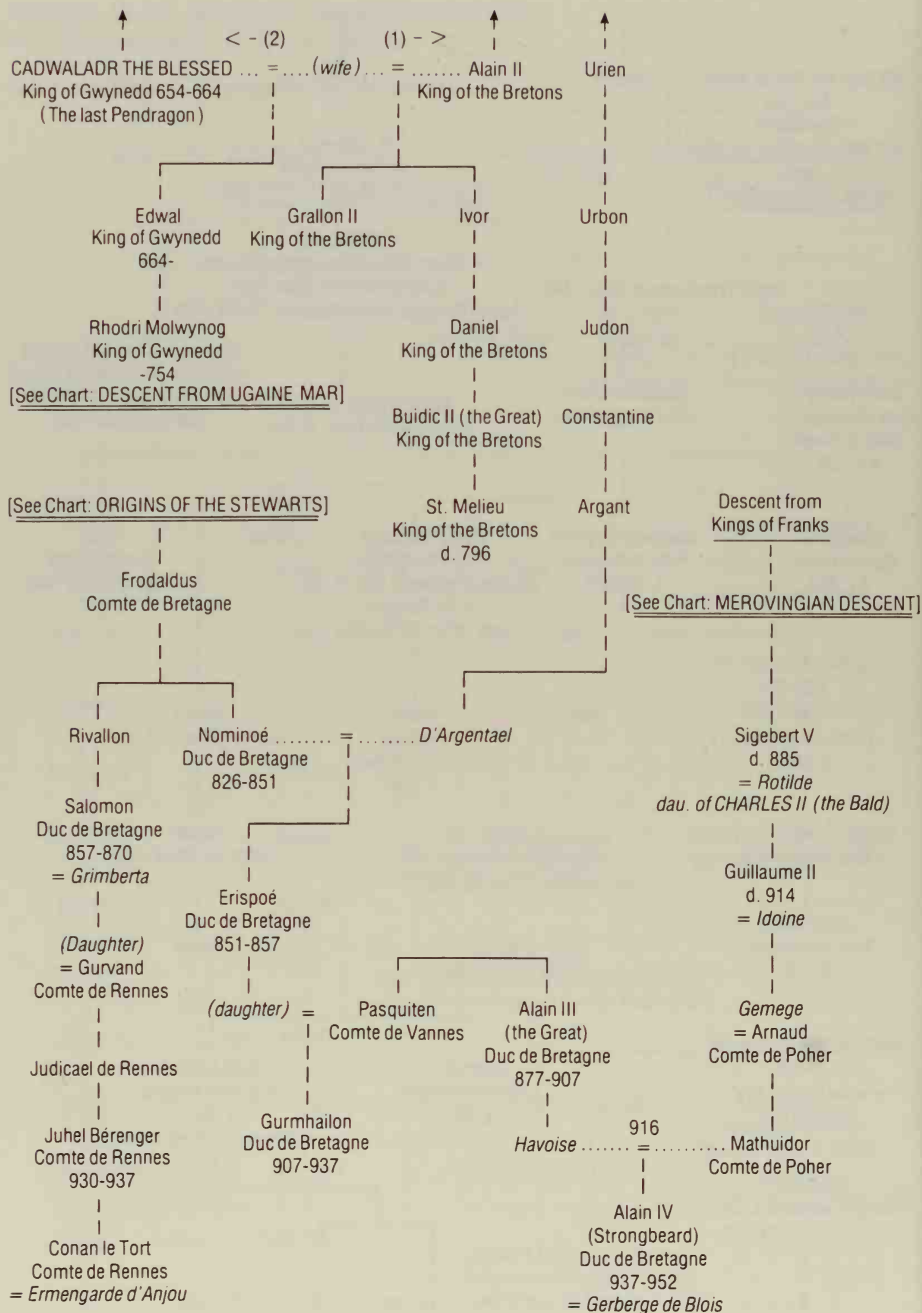 < - (2) (1) - >
CADWALADR THE BLESSED ... = .... (wife) ... = ....... Alain II
King of Gwynedd 654-664
(The last Pendragon)
King of the Bretons
Urien
Edwal
King of Gwynedd
664-
Grallon II
King of the Bretons
Ivor
Urbon
Rhodri Molwynog
King of Gwynedd
-754
[See Chart: DESCENT FROM UGAINE MAR]
Daniel
King of the Bretons
Judon
Buidic II (the Great)
King of the Bretons
Constantine
[See Chart: ORIGINS OF THE STEWARTS]
St. Melieu
King of the Bretons
d. 796
Argant
Descent from
Kings of Franks
Frodaldus
Comte de Bretagne
[See Chart: MEROVINGIAN DESCENT]
Rivallon
Nominoé ........ = ........ D'Argentael
Duc de Bretagne
826-851
Sigebert V
d. 885
= Rotilde
dau. of CHARLES II (the Bald)
Salomon
Duc de Bretagne
857-870
= Grimberta
Erispoé
Duc de Bretagne
851-857
Guillaume II
d. 914
= Idoine
(Daughter)
= Gurvand
Comte de Rennes
(daughter) =
Pasquiten
Comte de Vannes
Alain III
(the Great)
Duc de Bretagne
877-907
Gemege
= Arnaud
Comte de Poher
Judicael de Rennes
Gurmhailon
Duc de Bretagne
907-937
916
Havoise ....... = .......... Mathuidor
Comte de Poher
Juhel Bérenger
Comte de Rennes
930-937
Alain IV
(Strongbeard)
Duc de Bretagne
937-952
= Gerberge de Blois
Conan le Tort
Comte de Rennes
= Ermengarde d'Anjou